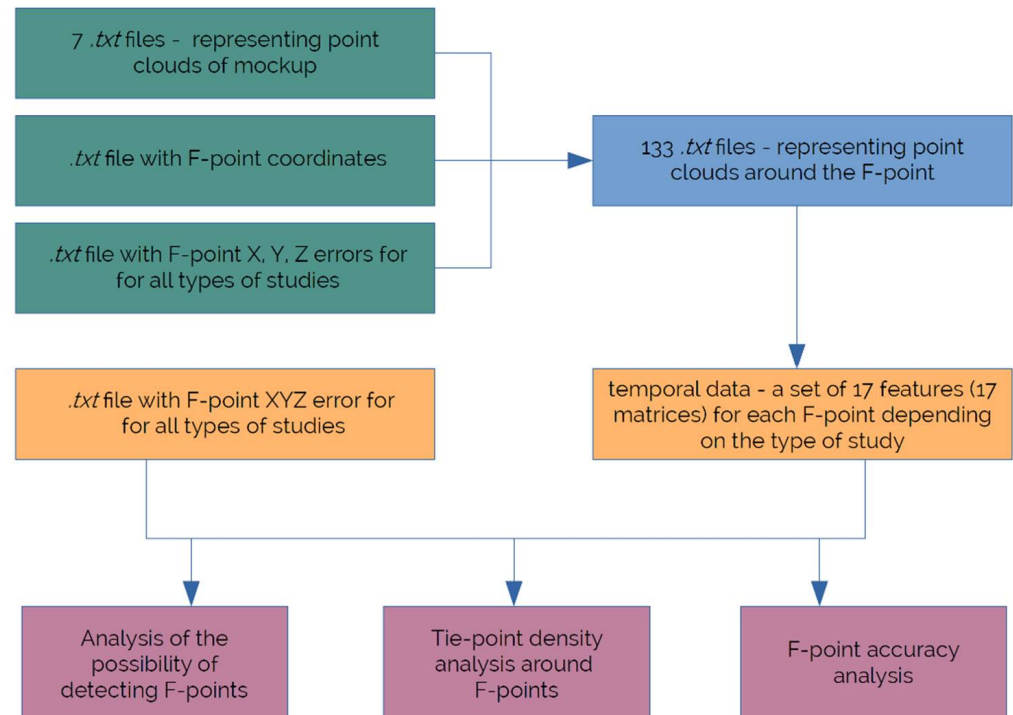 7 .txt files - representing point
clouds of mockup
.txt file with F-point coordinates
.txt file with F-point X, Y, Z errors for
for all types of studies
133 .txt files - representing point
clouds around the F-point
.txt file with F-point XYZ error for
for all types of studies
temporal data - a set of 17 features (17
matrices) for each F-point depending
on the type of study
Analysis of the
possibility of
detecting F-points
Tie-point density
analysis around
F-points
F-point accuracy
analysis